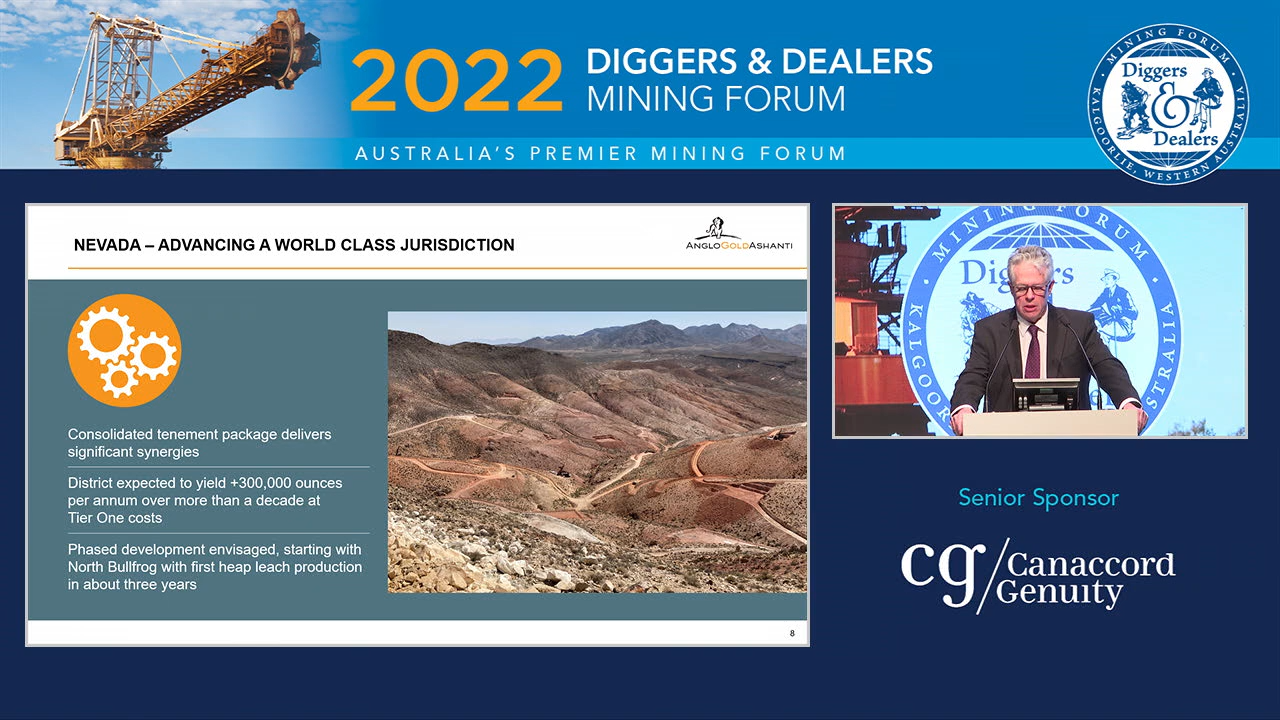 2022
DIGGERS & DEALERS
MINING FORUM
AUSTRALIA'S PREMIER MINING FORUM
• MINING FORUM •
Diggers
&
Dealers
KALGOORLIE, WESTERN AUSTRALIA
NEVADA – ADVANCING A WORLD CLASS JURISDICTION
ANGLOGOLDASHANTI
Consolidated tenement package delivers
significant synergies
District expected to yield +300,000 ounces
per annum over more than a decade at
Tier One costs
Phased development envisaged, starting with
North Bullfrog with first heap leach production
in about three years
8
MINING FORUM
Senior Sponsor
cg/Canaccord
Genuity